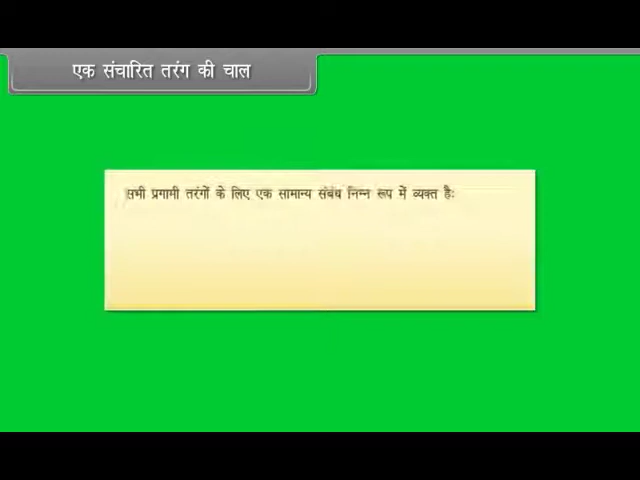 एक संचारित तरंग की चाल
सभी प्रगामी तरंगों के लिए एक सामान्य संबंध निम्न रूप में व्यक्त है: